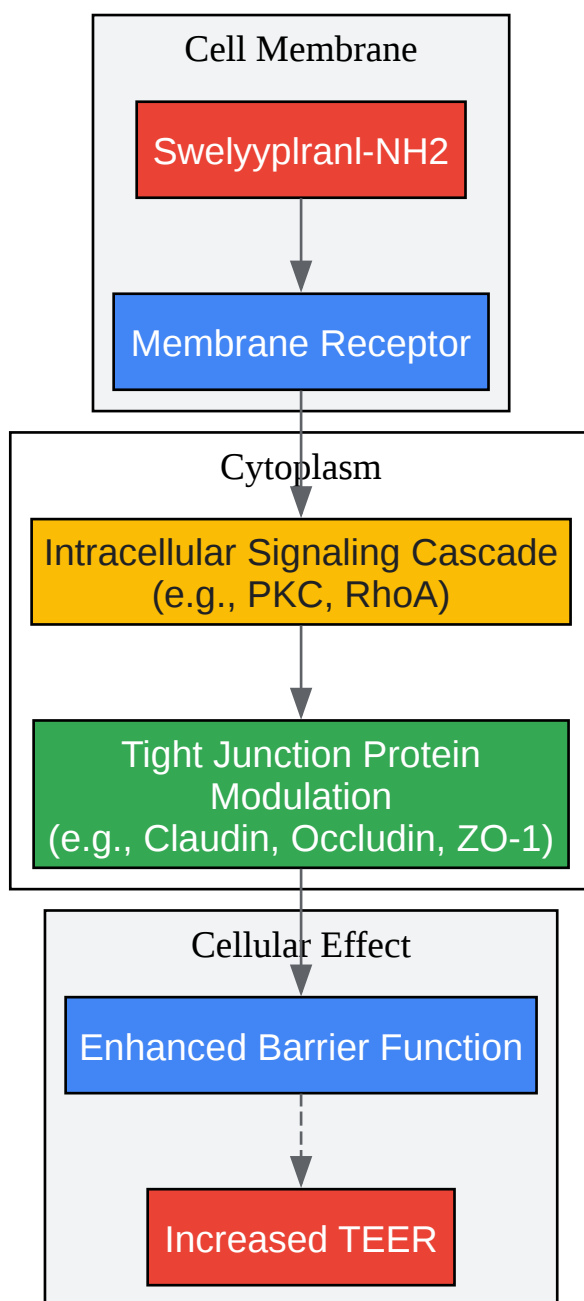 Cell Membrane
Swelyyplranl-NH2
Membrane Receptor
Cytoplasm
Intracellular Signaling Cascade
(e.g., PKC, RhoA)
Tight Junction Protein
Modulation
(e.g., Claudin, Occludin, ZO-1)
Cellular Effect
Enhanced Barrier Function
Increased TEER